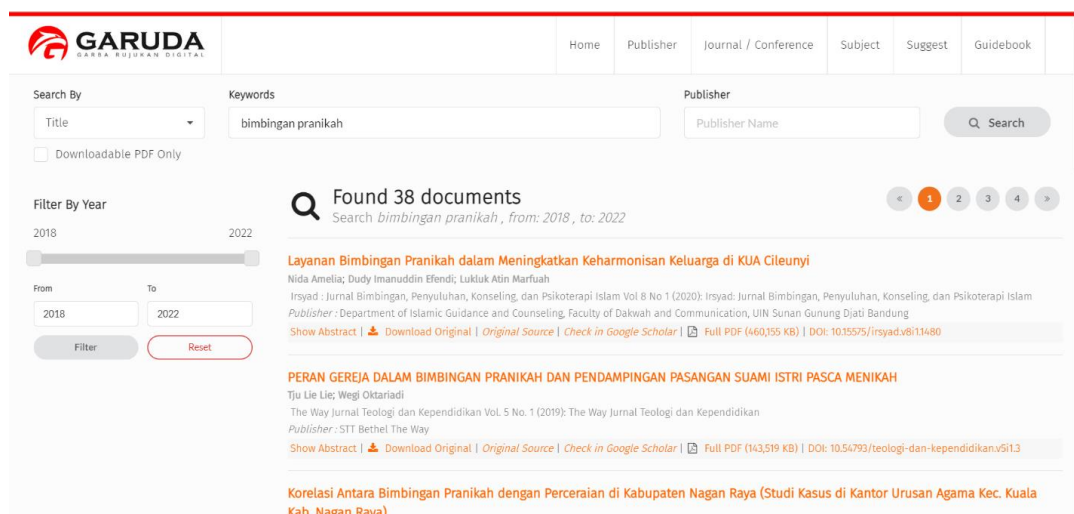 GARUDA
GARBA RUJUKAN DIGITAL
Home Publisher Journal / Conference Subject Suggest Guidebook
Search By Keywords Publisher
Title bimbingan pranikah Publisher Name Search
Downloadable PDF Only
Filter By Year
2018 2022
From To
2018 2022
Filter Reset
Found 38 documents
Search bimbingan pranikah , from: 2018 , to: 2022
« 1 2 3 4 »
Layanan Bimbingan Pranikah dalam Meningkatkan Keharmonisan Keluarga di KUA Cileunyi
Nida Amelia; Dudy Imanuddin Efendi; Lukluk Atin Marfuah
Irsyad : Jurnal Bimbingan, Penyuluhan, Konseling, dan Psikoterapi Islam Vol 8 No 1 (2020): Irsyad: Jurnal Bimbingan, Penyuluhan, Konseling, dan Psikoterapi Islam
Publisher : Department of Islamic Guidance and Counseling, Faculty of Dakwah and Communication, UIN Sunan Gunung Djati Bandung
Show Abstract | Download Original | Original Source | Check in Google Scholar | Full PDF (460,155 KB) | DOI: 10.15575/irsyad.v8i1.1480
PERAN GEREJA DALAM BIMBINGAN PRANIKAH DAN PENDAMPINGAN PASANGAN SUAMI ISTRI PASCA MENIKAH
Tju Lie Lie; Wegi Oktariadi
The Way Jurnal Teologi dan Kependidikan Vol. 5 No. 1 (2019): The Way Jurnal Teologi dan Kependidikan
Publisher : STT Bethel The Way
Show Abstract | Download Original | Original Source | Check in Google Scholar | Full PDF (143,519 KB) | DOI: 10.54793/teologi-dan-kependidikan.v5i1.3
Korelasi Antara Bimbingan Pranikah dengan Perceraian di Kabupaten Nagan Raya (Studi Kasus di Kantor Urusan Agama Kec. Kuala
Kab. Nagan Raya)